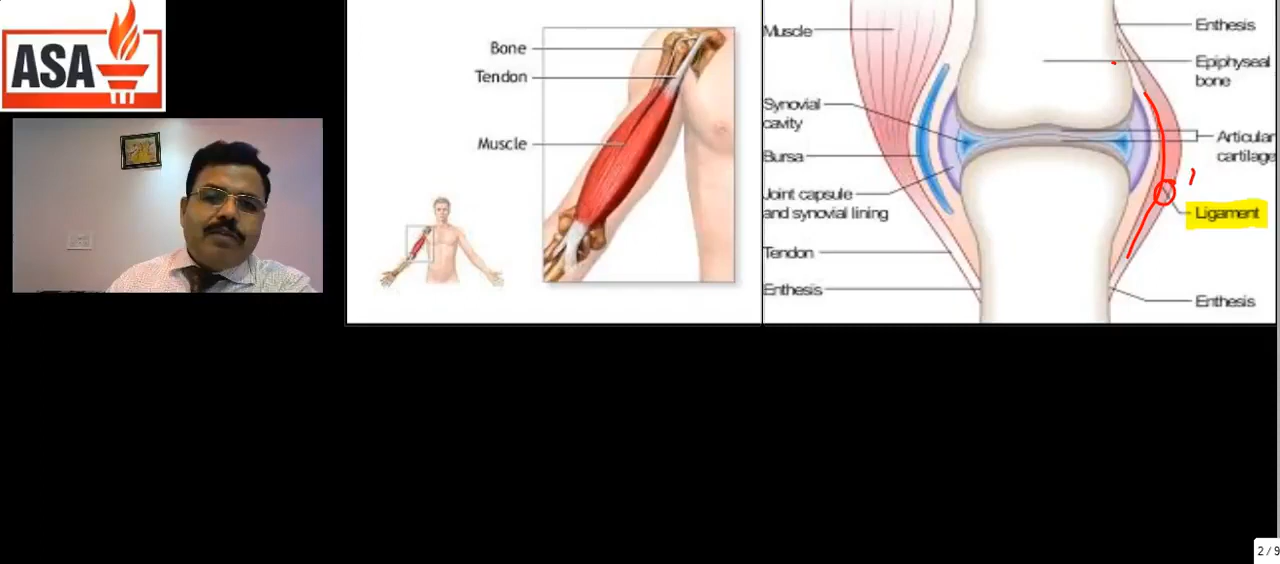 ASA
Bone
Tendon
Muscle
Muscle
Synovial
cavity
Bursa
Joint capsule
and synovial lining
Tendon
Enthesis
Enthesis
Epiphyseal
bone
Articular
cartilage
Ligament
Enthesis
2 / 9